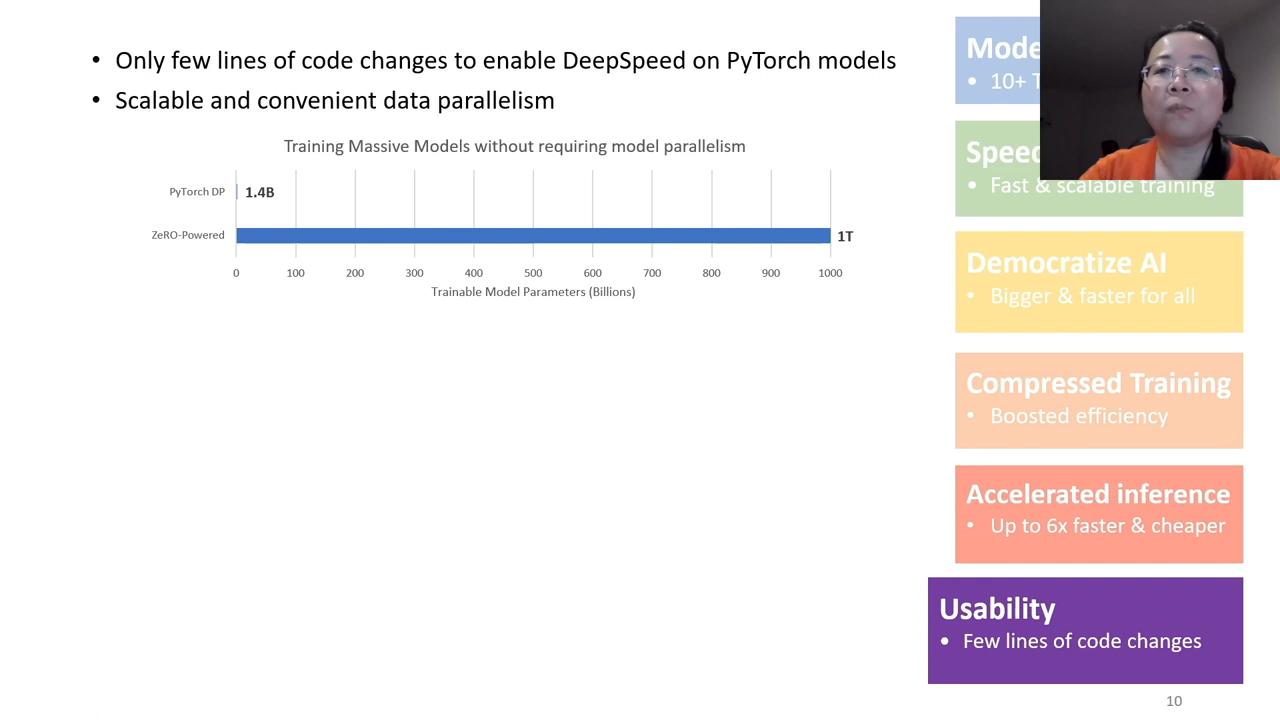 • Only few lines of code changes to enable DeepSpeed on PyTorch models
• Scalable and convenient data parallelism
Training Massive Models without requiring model parallelism
PyTorch DP
1.4B
ZeRO-Powered
1T
0 100 200 300 400 500 600 700 800 900 1000
Trainable Model Parameters (Billions)
• 10+
Speed
• Fast & scalable training
Democratize AI
• Bigger & faster for all
Compressed Training
• Boosted efficiency
Accelerated inference
• Up to 6x faster & cheaper
Usability
• Few lines of code changes
10